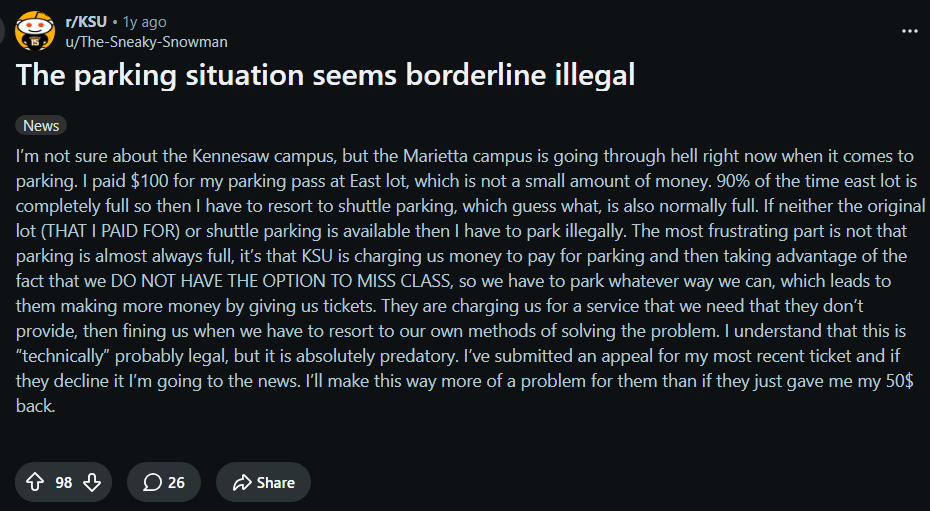 r/KSU • 1y ago
u/The-Sneaky-Snowman
The parking situation seems borderline illegal
News
I'm not sure about the Kennesaw campus, but the Marietta campus is going through hell right now when it comes to
parking. I paid $100 for my parking pass at East lot, which is not a small amount of money. 90% of the time east lot is
completely full so then I have to resort to shuttle parking, which guess what, is also normally full. If neither the original
lot (THAT I PAID FOR) or shuttle parking is available then I have to park illegally. The most frustrating part is not that
parking is almost always full, it's that KSU is charging us money to pay for parking and then taking advantage of the
fact that we DO NOT HAVE THE OPTION TO MISS CLASS, so we have to park whatever way we can, which leads to
them making more money by giving us tickets. They are charging us for a service that we need that they don't
provide, then fining us when we have to resort to our own methods of solving the problem. I understand that this is
"technically" probably legal, but it is absolutely predatory. I've submitted an appeal for my most recent ticket and if
they decline it I'm going to the news. I'll make this way more of a problem for them than if they just gave me my 50$
back.
98
26
Share